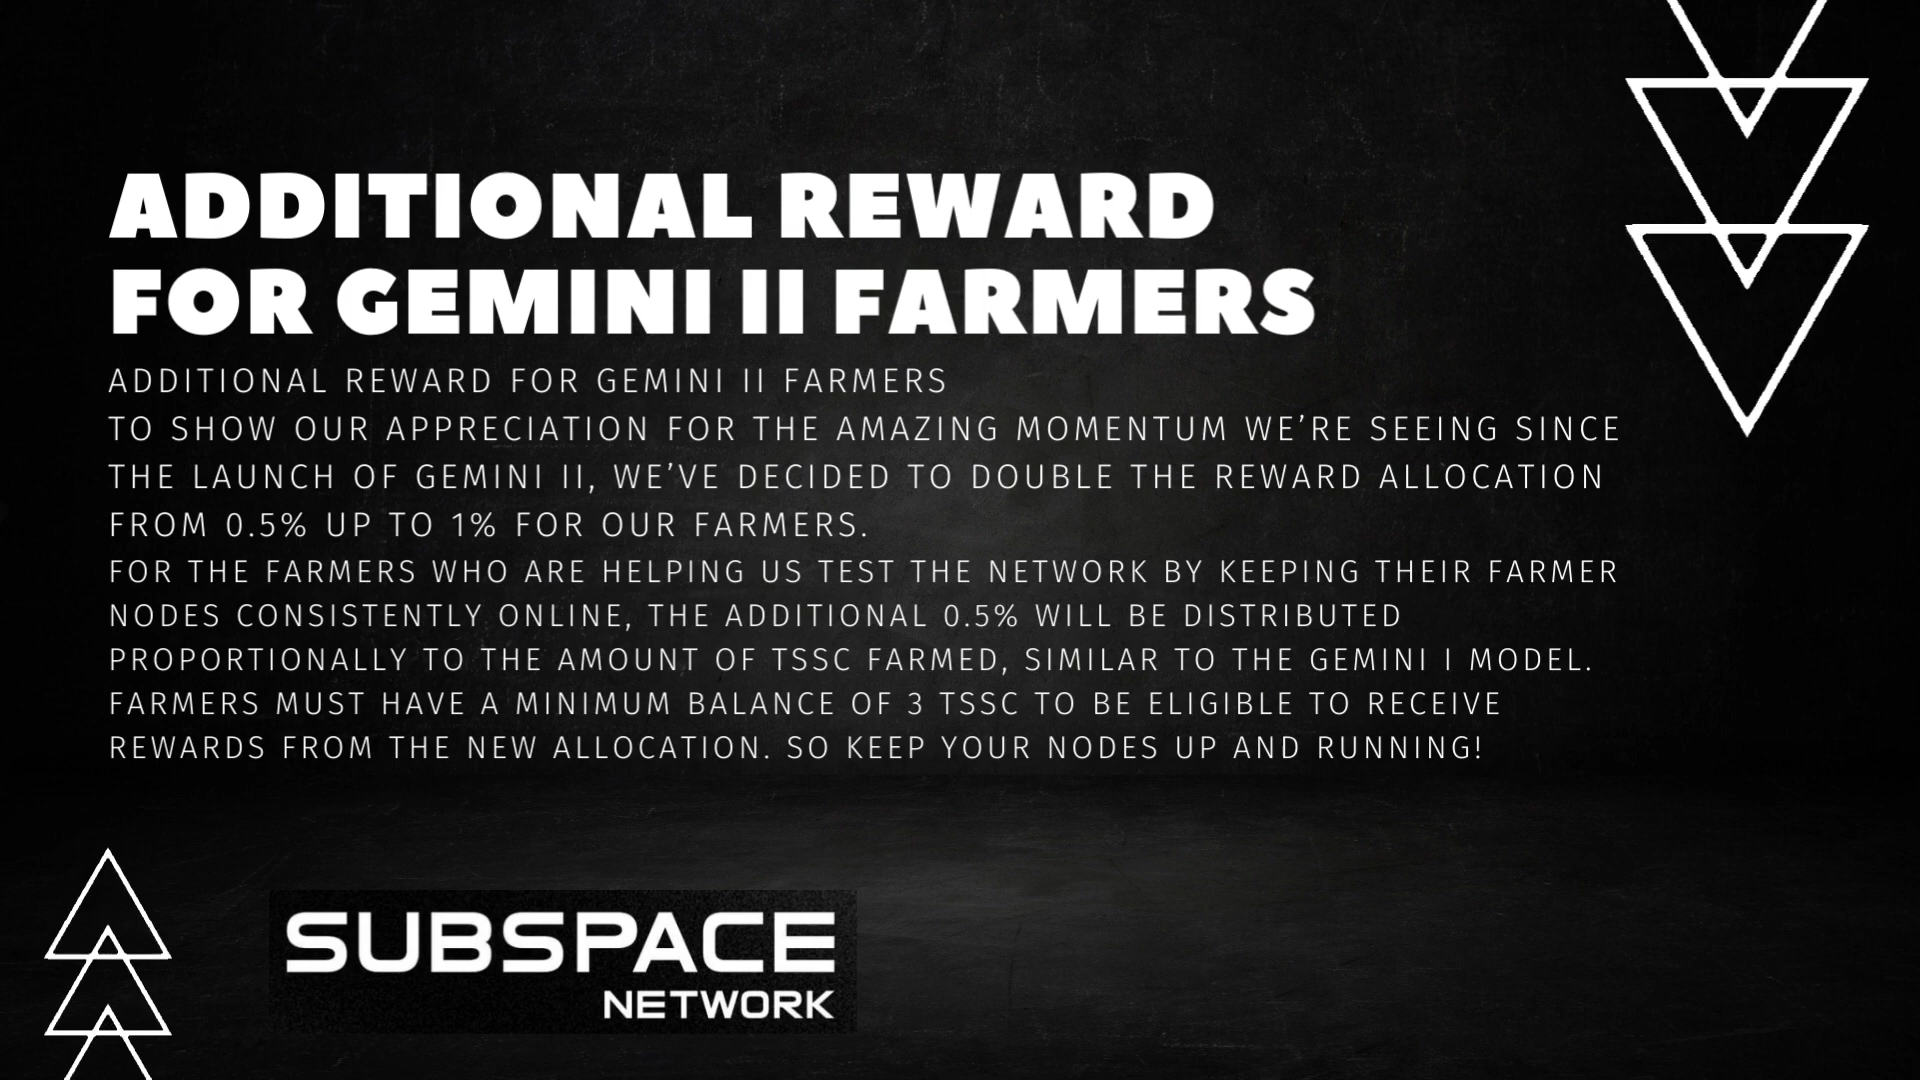 ADDITIONAL REWARD
FOR GEMINI II FARMERS
ADDITIONAL REWARD FOR GEMINI II FARMERS
TO SHOW OUR APPRECIATION FOR THE AMAZING MOMENTUM WE’RE SEEING SINCE
THE LAUNCH OF GEMINI II, WE’VE DECIDED TO DOUBLE THE REWARD ALLOCATION
FROM 0.5% UP TO 1% FOR OUR FARMERS.
FOR THE FARMERS WHO ARE HELPING US TEST THE NETWORK BY KEEPING THEIR FARMER
NODES CONSISTENTLY ONLINE, THE ADDITIONAL 0.5% WILL BE DISTRIBUTED
PROPORTIONALLY TO THE AMOUNT OF TSSC FARMED, SIMILAR TO THE GEMINI I MODEL.
FARMERS MUST HAVE A MINIMUM BALANCE OF 3 TSSC TO BE ELIGIBLE TO RECEIVE
REWARDS FROM THE NEW ALLOCATION. SO KEEP YOUR NODES UP AND RUNNING!
SUBSPACE
NETWORK